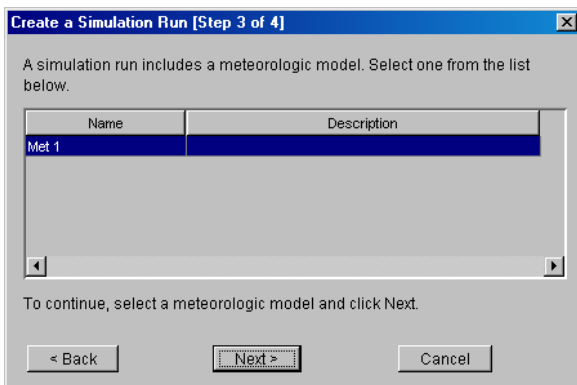 Create a Simulation Run [Step 3 of 4]
A simulation run includes a meteorologic model. Select one from the list
below.
Name Description
Met 1
To continue, select a meteorologic model and click Next.
< Back Next > Cancel